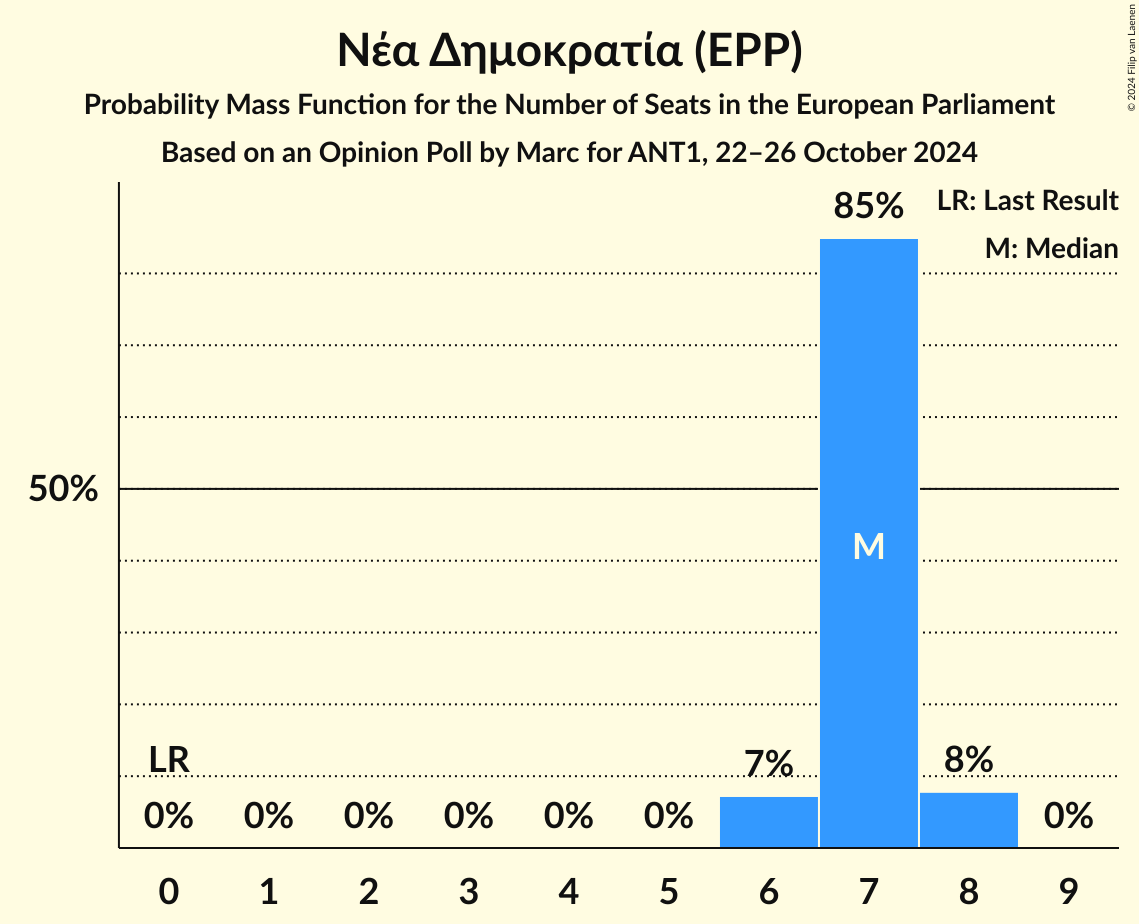 Νέα Δημοκρατία (EPP)
Probability Mass Function for the Number of Seats in the European Parliament
Based on an Opinion Poll by Marc for ANT1, 22–26 October 2024
© 2024 Filip van Laenen
LR: Last Result
M: Median
85%
50%
M
LR
7%
8%
0% 0% 0% 0% 0% 0% 0%
0 1 2 3 4 5 6 7 8 9